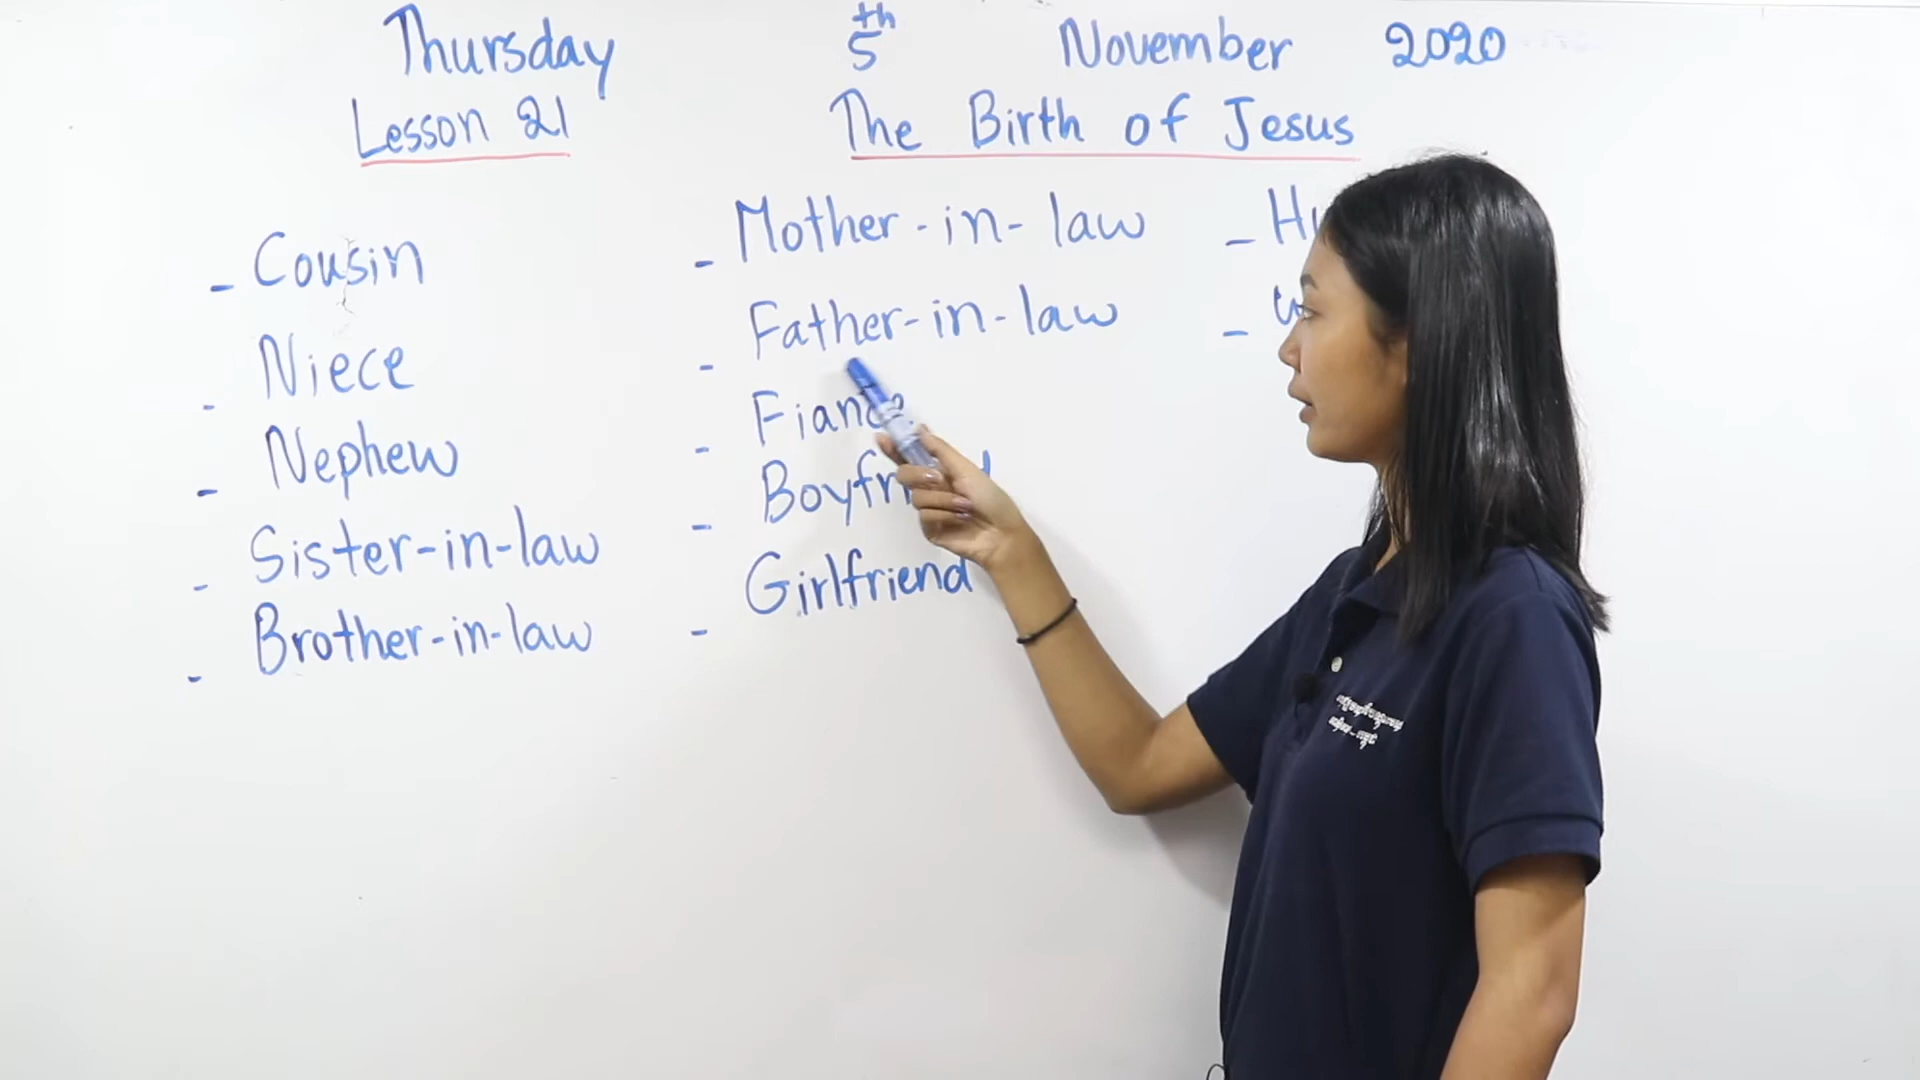 Thursday 5th November 2020
Lesson 21 The Birth of Jesus
- Cousin
- Niece
- Nephew
- Sister-in-law
- Brother-in-law
- Mother-in-law
- Father-in-law
- Fiance
-
- Girlfriend
-
-